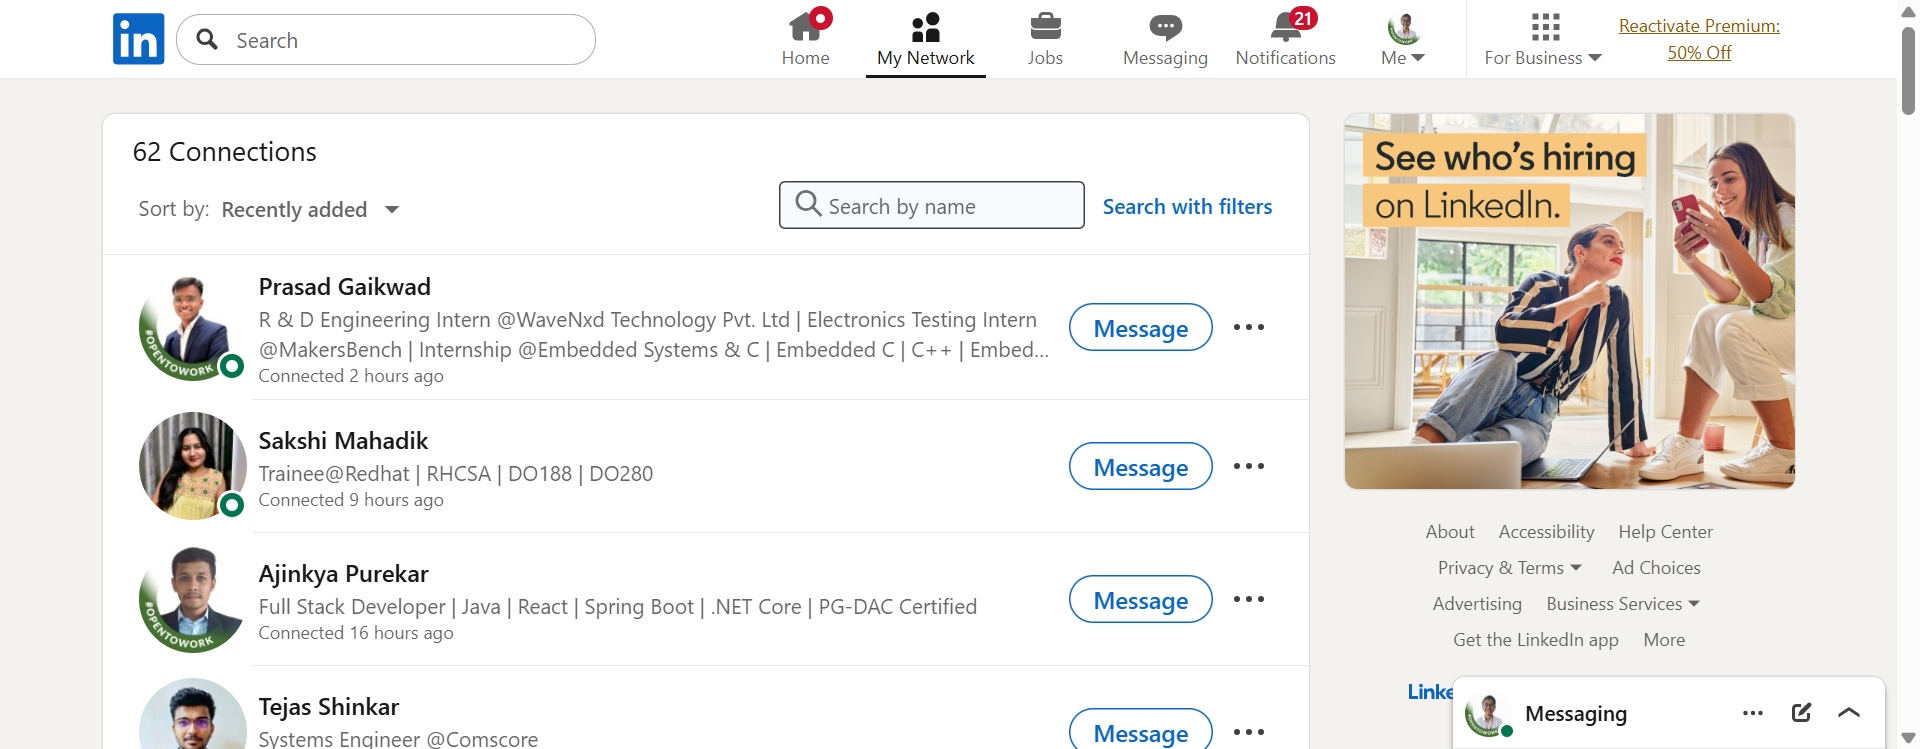 in
Search
Home
My Network
Jobs
Messaging
21
Notifications
Me
For Business
Reactivate Premium:
50% Off
62 Connections
Sort by: Recently added
Search by name
Search with filters
Prasad Gaikwad
R & D Engineering Intern @WaveNxd Technology Pvt. Ltd | Electronics Testing Intern
@MakersBench | Internship @Embedded Systems & C | Embedded C | C++ | Embed...
Connected 2 hours ago
Message
#OPENTOWORK
Sakshi Mahadik
Trainee@Redhat | RHCSA | DO188 | DO280
Connected 9 hours ago
Message
Ajinkya Purekar
Full Stack Developer | Java | React | Spring Boot | .NET Core | PG-DAC Certified
Connected 16 hours ago
Message
#OPENTOWORK
Tejas Shinkar
Systems Engineer @Comscore
Message
See who's hiring
on LinkedIn.
About Accessibility Help Center
Privacy & Terms Ad Choices
Advertising Business Services
Get the LinkedIn app More
Linke
Messaging